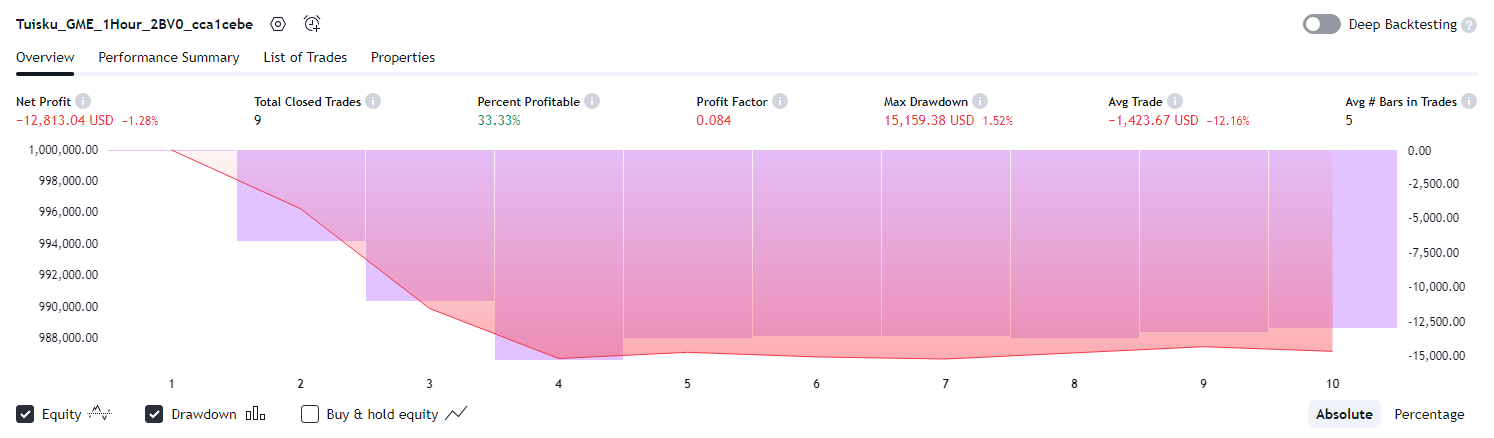 Tuisku_GME_1Hour_2BV0_cca1cebe Deep Backtesting ?
Overview Performance Summary List of Trades Properties
Net Profit Total Closed Trades Percent Profitable Profit Factor Max Drawdown Avg Trade Avg # Bars in Trades
−12,813.04 USD −1.28% 9 33.33% 0.084 15,159.38 USD 1.52% −1,423.67 USD −12.16% 5
1,000,000.00 0.00
998,000.00 -2,500.00
996,000.00 -5,000.00
994,000.00 -7,500.00
992,000.00 -10,000.00
990,000.00 -12,500.00
988,000.00 -15,000.00
1 2 3 4 5 6 7 8 9 10
Equity Drawdown Buy & hold equity Absolute Percentage